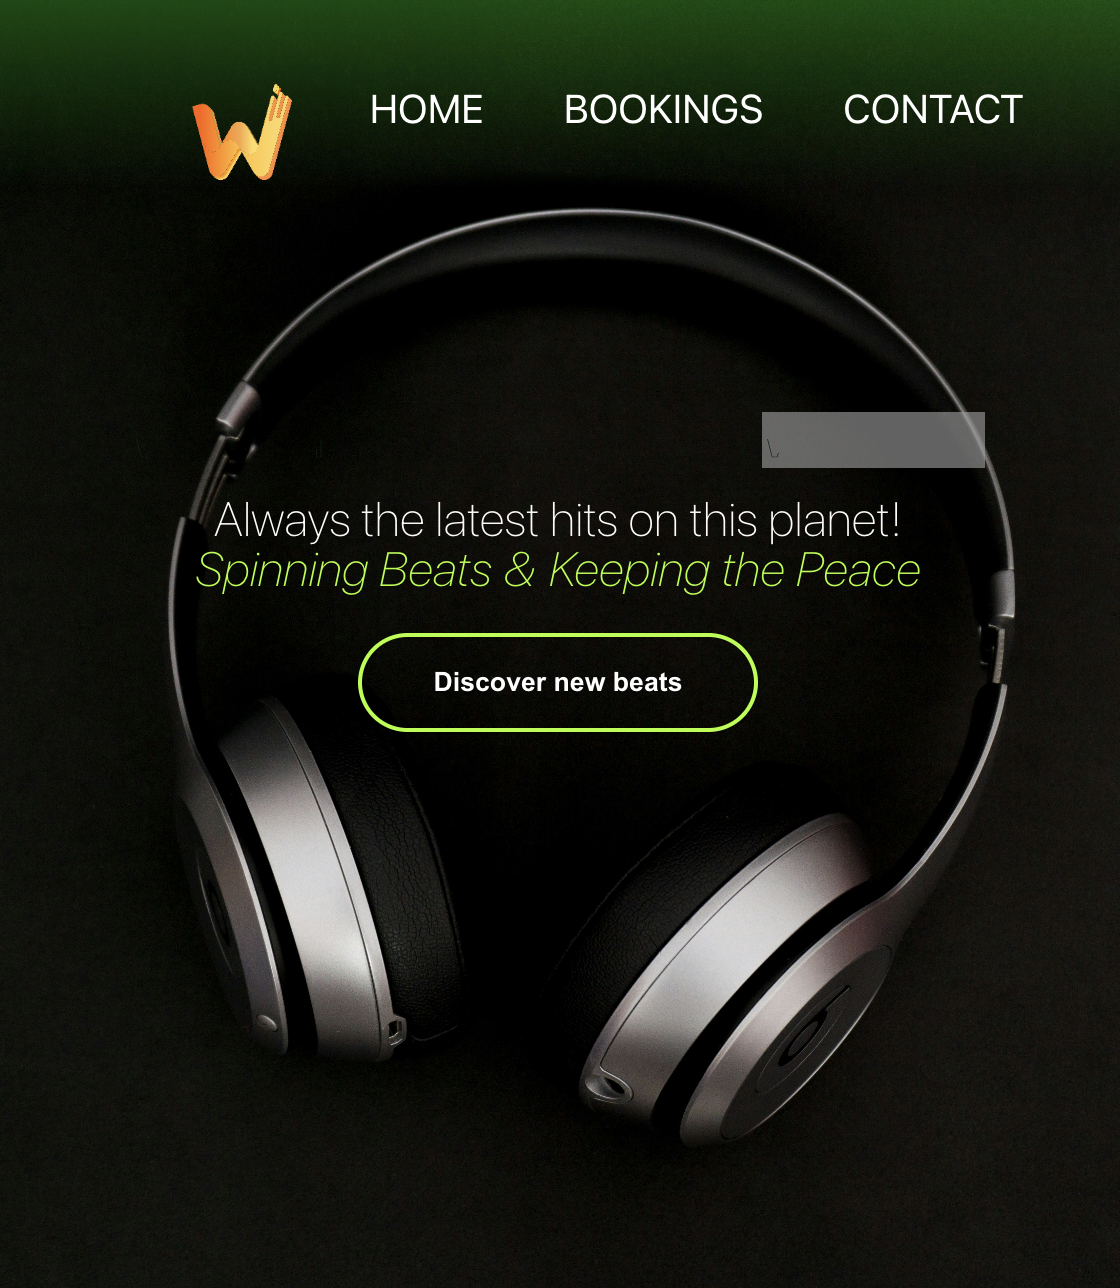 W
HOME BOOKINGS CONTACT
Always the latest hits on this planet!
Spinning Beats & Keeping the Peace
Discover new beats